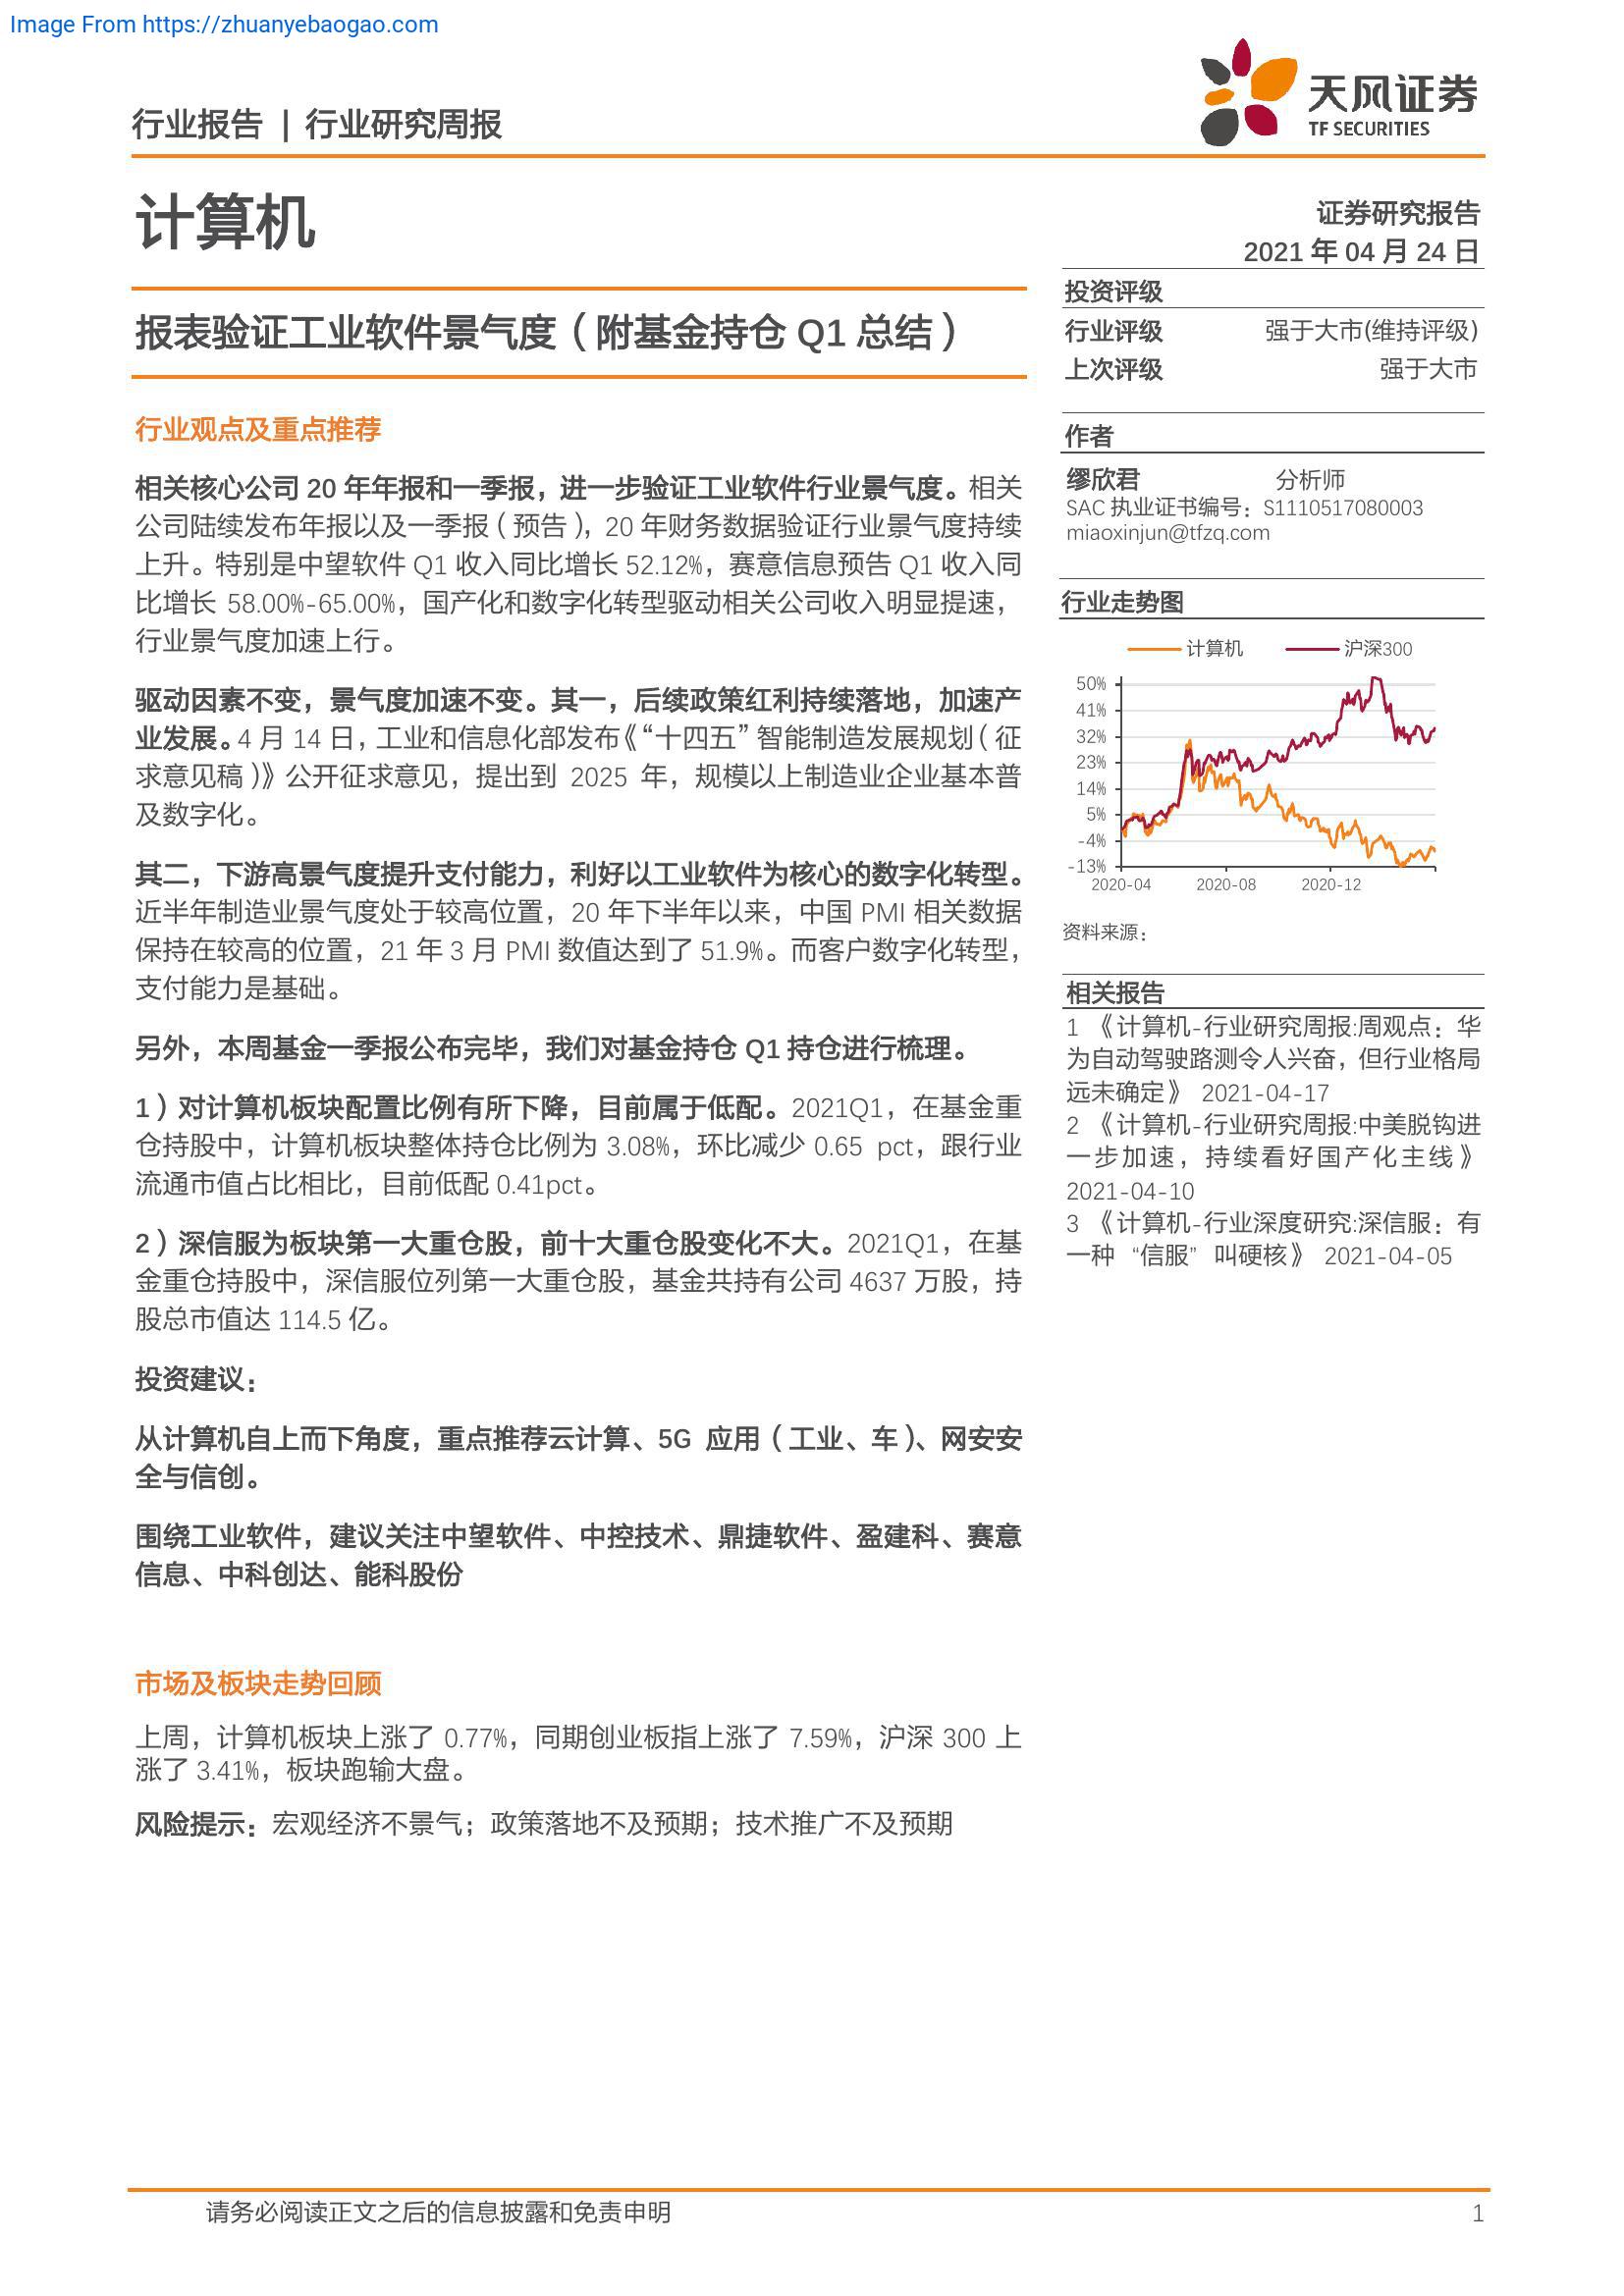 Image From https://zhuanyebaogao.com
行业报告 | 行业研究周报
天风证券
TF SECURITIES
计算机
证券研究报告
2021 年 04 月 24 日
报表验证工业软件景气度（附基金持仓 Q1 总结）
行业观点及重点推荐
相关核心公司 20 年年报和一季报，进一步验证工业软件行业景气度。相关
公司陆续发布年报以及一季报（预告），20 年财务数据验证行业景气度持续
上升。特别是中望软件 Q1 收入同比增长 52.12%，赛意信息预告 Q1 收入同
比增长 58.00%-65.00%，国产化和数字化转型驱动相关公司收入明显提速，
行业景气度加速上行。
驱动因素不变，景气度加速不变。其一，后续政策红利持续落地，加速产
业发展。4 月 14 日，工业和信息化部发布《“十四五”智能制造发展规划（征
求意见稿）》公开征求意见，提出到 2025 年，规模以上制造业企业基本普
及数字化。
其二，下游高景气度提升支付能力，利好以工业软件为核心的数字化转型。
近半年制造业景气度处于较高位置，20 年下半年以来，中国 PMI 相关数据
保持在较高的位置，21 年 3 月 PMI 数值达到了 51.9%。而客户数字化转型，
支付能力是基础。
另外，本周基金一季报公布完毕，我们对基金持仓 Q1 持仓进行梳理。
1）对计算机板块配置比例有所下降，目前属于低配。2021Q1，在基金重
仓持股中，计算机板块整体持仓比例为 3.08%，环比减少 0.65 pct，跟行业
流通市值占比相比，目前低配 0.41pct。
2）深信服为板块第一大重仓股，前十大重仓股变化不大。2021Q1，在基
金重仓持股中，深信服位列第一大重仓股，基金共持有公司 4637 万股，持
股总市值达 114.5 亿。
投资建议：
从计算机自上而下角度，重点推荐云计算、5G 应用（工业、车）、网安安
全与信创。
围绕工业软件，建议关注中望软件、中控技术、鼎捷软件、盈建科、赛意
信息、中科创达、能科股份
市场及板块走势回顾
上周，计算机板块上涨了 0.77%，同期创业板指上涨了 7.59%，沪深 300 上
涨了 3.41%，板块跑输大盘。
风险提示：宏观经济不景气；政策落地不及预期；技术推广不及预期
投资评级
行业评级 强于大市(维持评级)
上次评级 强于大市
作者
缪欣君 分析师
SAC 执业证书编号：S1110517080003
miaoxinjun@tfzq.com
行业走势图
计算机 沪深300
50%
41%
32%
23%
14%
5%
-4%
-13%
2020-04 2020-08 2020-12
资料来源：
相关报告
1 《计算机-行业研究周报:周观点：华
为自动驾驶路测令人兴奋，但行业格局
远未确定》 2021-04-17
2 《计算机-行业研究周报:中美脱钩进
一步加速，持续看好国产化主线》
2021-04-10
3 《计算机-行业深度研究:深信服：有
一种 “信服” 叫硬核》 2021-04-05
请务必阅读正文之后的信息披露和免责申明 1